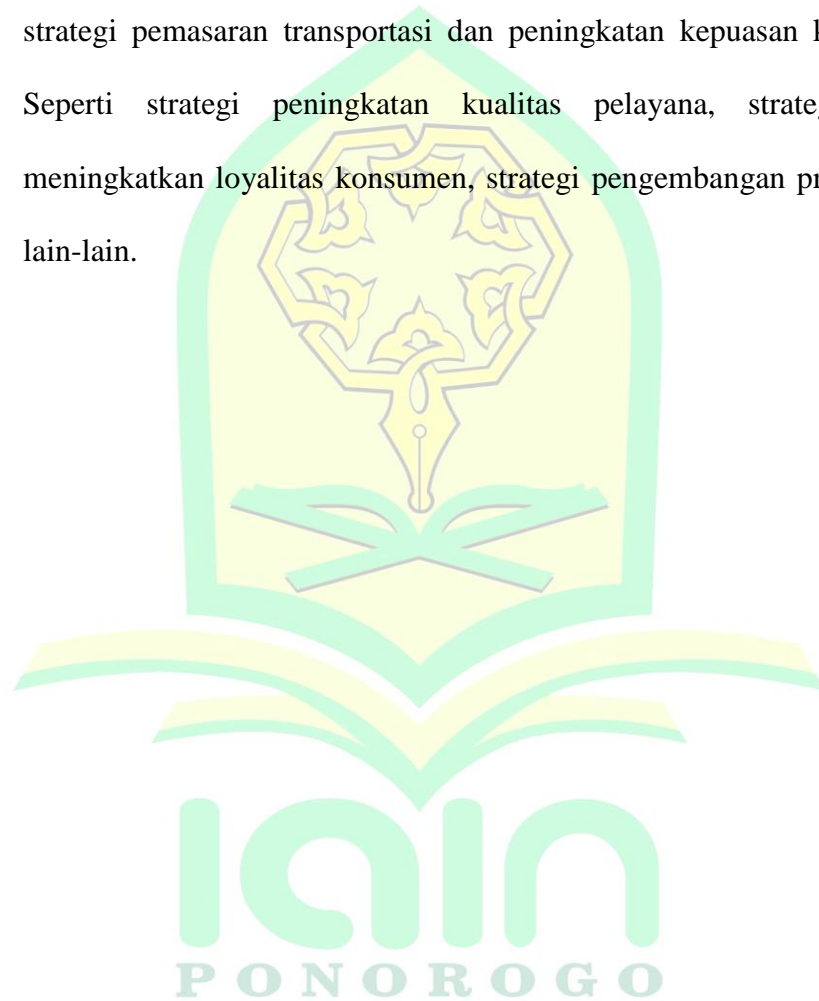 strategi pemasaran transportasi dan peningkatan kepuasan
Seperti strategi peningkatan kualitas pelayana,
meningkatkan loyalitas konsumen, strategi pengembangan
lain-lain.
iain
PONOROGO